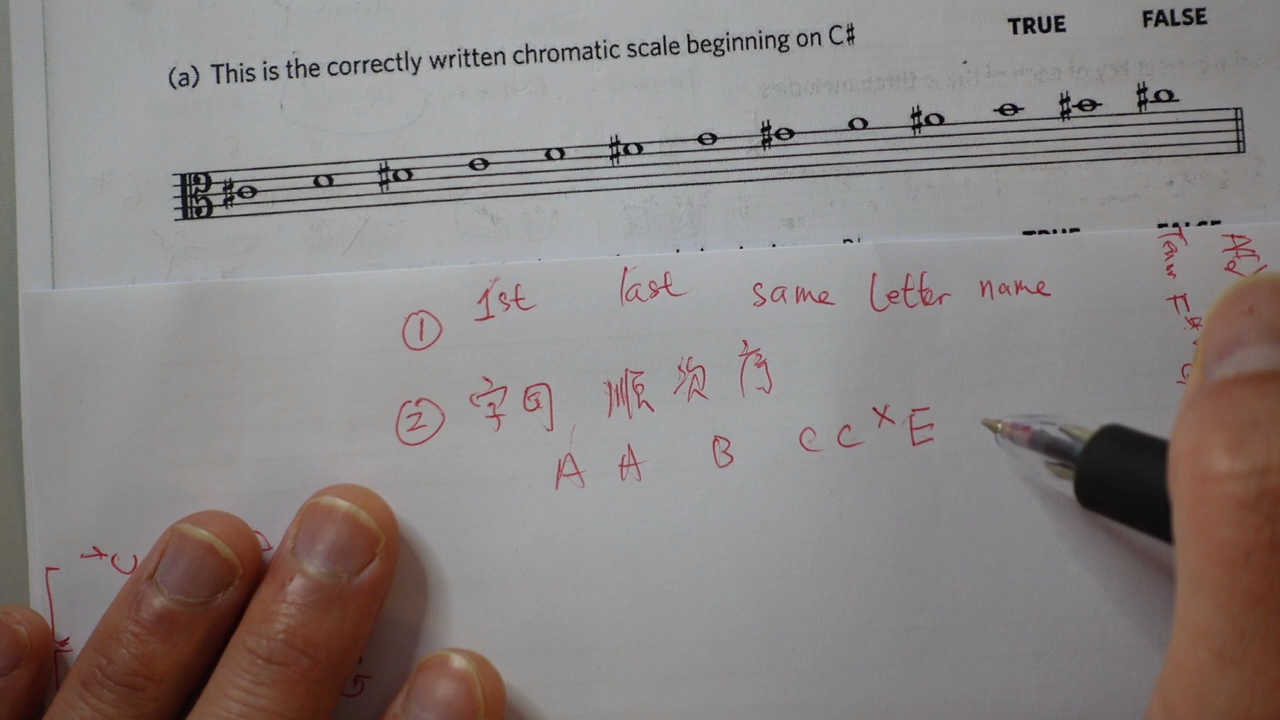 TRUE FALSE
(a) This is the correctly written chromatic scale beginning on C♯
① 1st last same letter name
② 字母 順次序
A A B C C × E